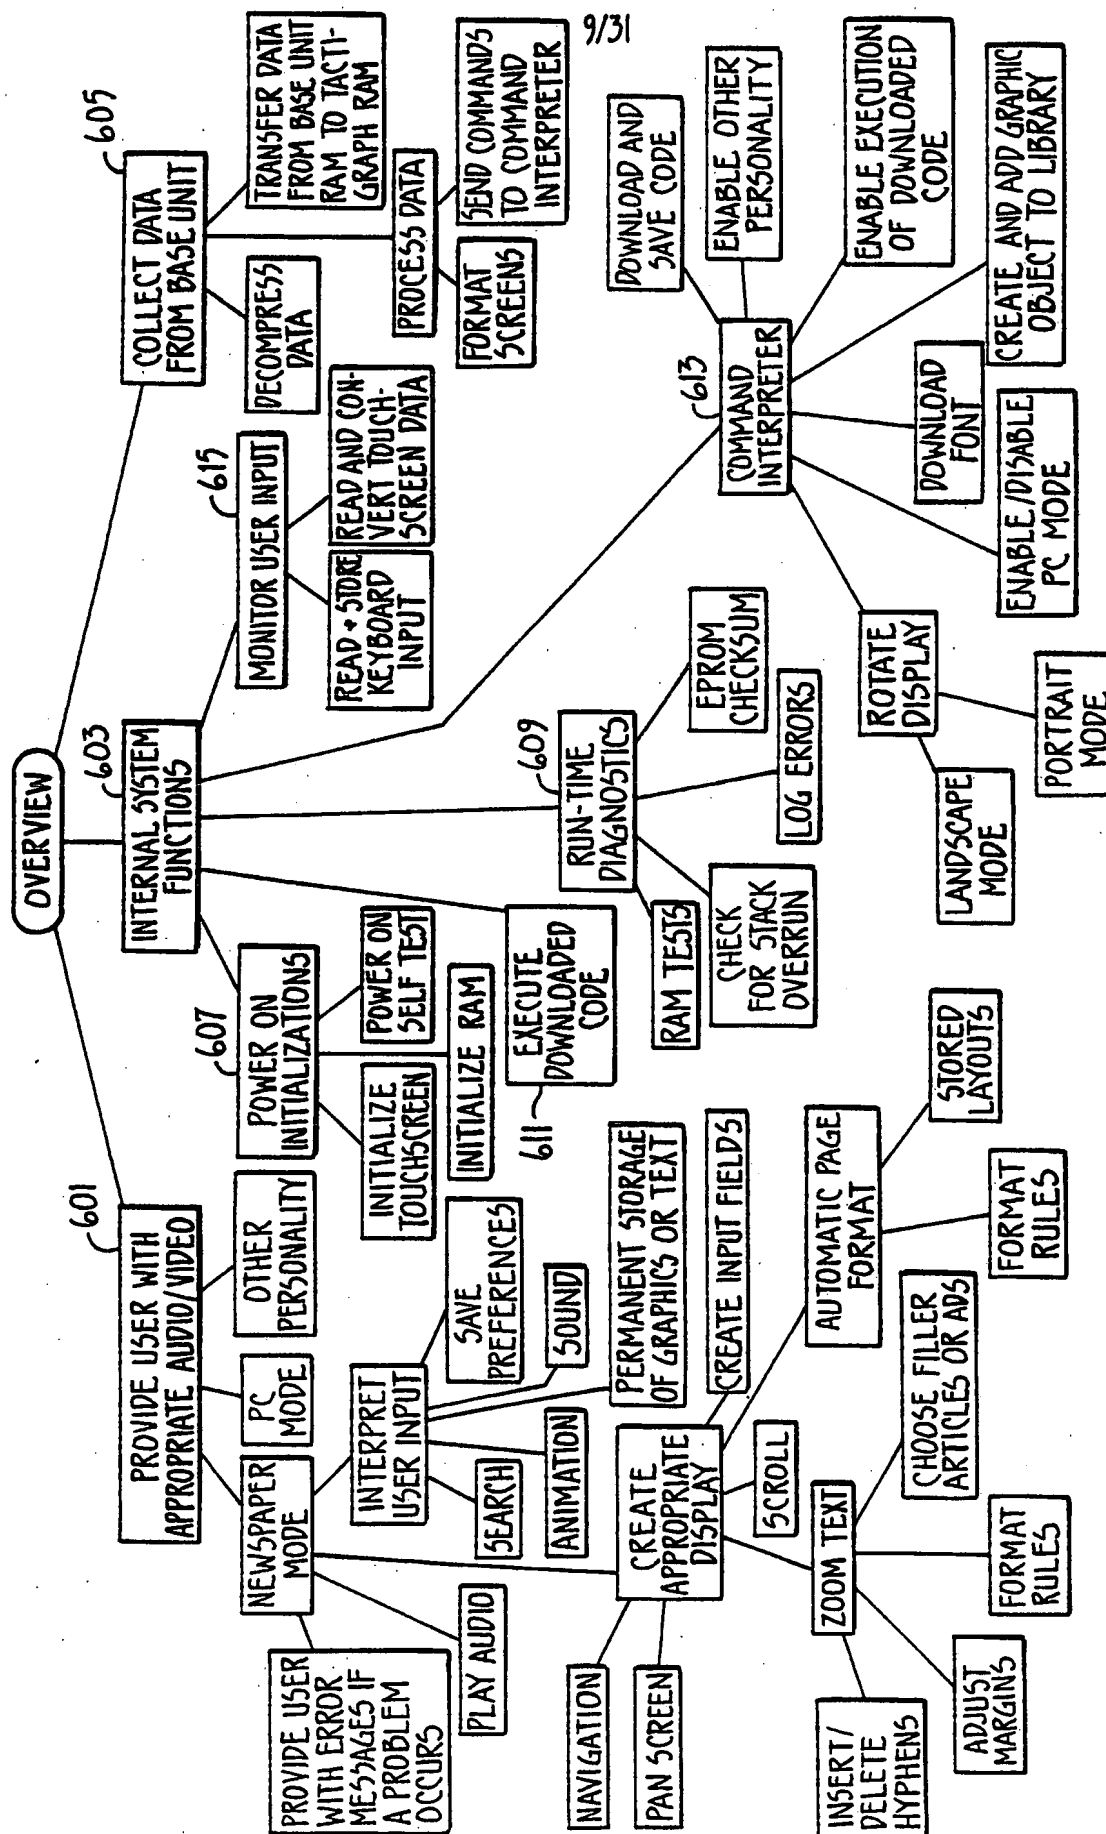 9/31
OVERVIEW
601
PROVIDE USER WITH
APPROPRIATE AUDIO/VIDEO
603
INTERNAL SYSTEM
FUNCTIONS
605
COLLECT DATA
FROM BASE UNIT
NEWSPAPER
MODE
PC
MODE
OTHER
PERSONALITY
607
POWER ON
INITIALIZATIONS
615
MONITOR USER INPUT
DECOMPRESS
DATA
TRANSFER DATA
FROM BASE UNIT
RAM TO TACTI-
GRAPH RAM
PROVIDE USER
WITH ERROR
MESSAGES IF
A PROBLEM
OCCURS
PLAY AUDIO
INTERPRET
USER INPUT
SAVE
PREFERENCES
INITIALIZE
TOUCHSCREEN
POWER ON
SELF TEST
INITIALIZE RAM
READ + STORE
KEYBOARD
INPUT
READ AND CON-
VERT TOUCH-
SCREEN DATA
PROCESS DATA
FORMAT
SCREENS
SEND COMMANDS
TO COMMAND
INTERPRETER
SEARCH
ANIMATION
SOUND
PERMANENT STORAGE
OF GRAPHICS OR TEXT
611
EXECUTE
DOWNLOADED
CODE
609
RUN-TIME
DIAGNOSTICS
RAM TESTS
CHECK
FOR STACK
OVERRUN
LOG ERRORS
EPROM
CHECKSUM
613
COMMAND
INTERPRETER
DOWNLOAD AND
SAVE CODE
ENABLE OTHER
PERSONALITY
ENABLE EXECUTION
OF DOWNLOADED
CODE
CREATE AND ADD GRAPHIC
OBJECT TO LIBRARY
DOWNLOAD
FONT
ENABLE/DISABLE
PC MODE
ROTATE
DISPLAY
LANDSCAPE
MODE
PORTRAIT
MODE
NAVIGATION
PAN SCREEN
CREATE
APPROPRIATE
DISPLAY
CREATE INPUT FIELDS
SCROLL
ZOOM TEXT
AUTOMATIC PAGE
FORMAT
INSERT/
DELETE
HYPHENS
ADJUST
MARGINS
FORMAT
RULES
CHOOSE FILLER
ARTICLES OR ADS
FORMAT
RULES
STORED
LAYOUTS